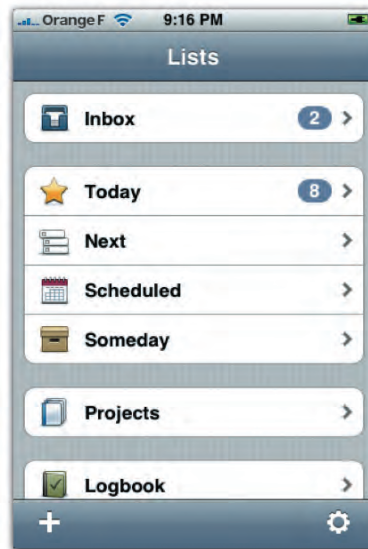 Orange F 9:16 PM
Lists
Inbox 2
Today 8
Next
Scheduled
Someday
Projects
Logbook